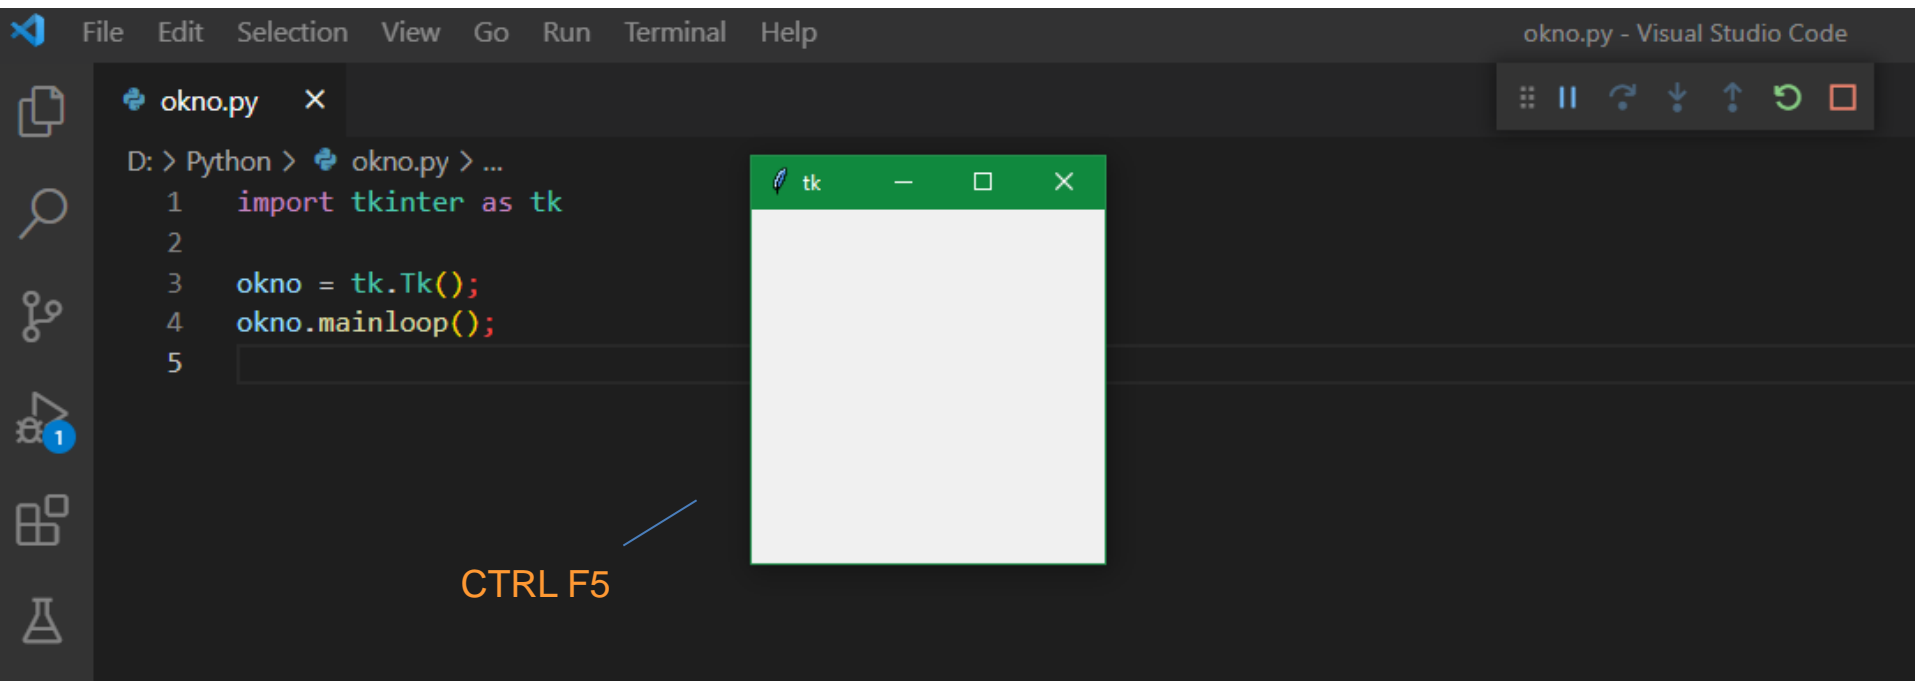 File Edit Selection View Go Run Terminal Help
okno.py - Visual Studio Code
okno.py
D: > Python > okno.py > ...
1 import tkinter as tk
2
3 okno = tk.Tk();
4 okno.mainloop();
5
tk
1
CTRL F5